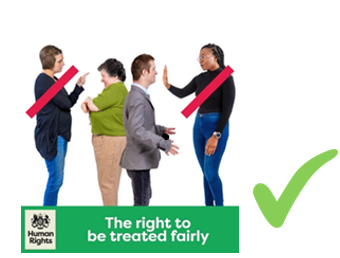 Human
Rights
The right to
be treated fairly